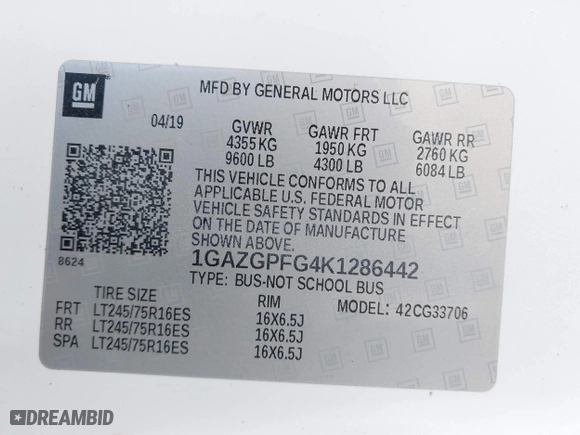 GM
MFD BY GENERAL MOTORS LLC
04/19
GVWR GAWR FRT GAWR RR
4355 KG 1950 KG 2760 KG
9600 LB 4300 LB 6084 LB
THIS VEHICLE CONFORMS TO ALL
APPLICABLE U.S. FEDERAL MOTOR
VEHICLE SAFETY STANDARDS IN EFFECT
ON THE DATE OF MANUFACTURE
SHOWN ABOVE.
8624
1GAZGPFG4K1286442
TYPE: BUS-NOT SCHOOL BUS
TIRE SIZE RIM MODEL: 42CG33706
FRT LT245/75R16ES 16X6.5J
RR LT245/75R16ES 16X6.5J
SPA LT245/75R16ES 16X6.5J
DREAMBID